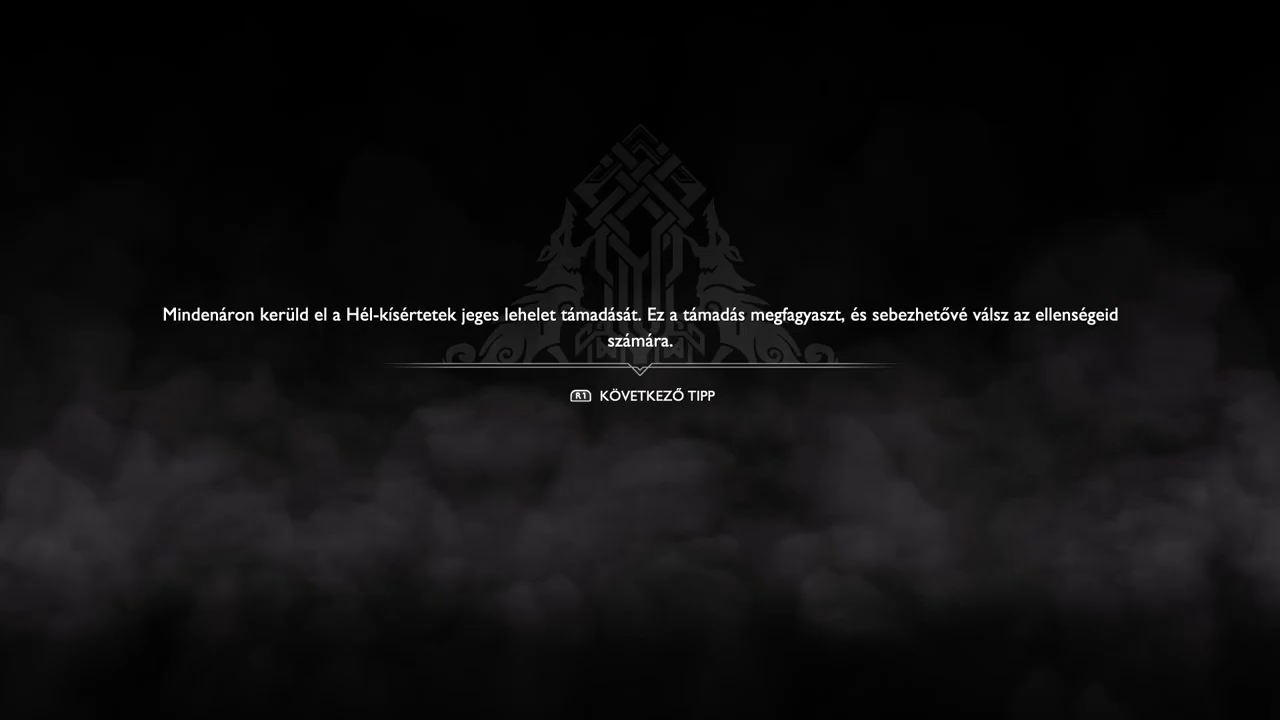 Mindenáron kerüld el a Hél-kísértetek jeges lehelet támadását. Ez a támadás megfagyaszt, és sebezhetővé válsz az ellenségeid
számára.
R1 KÖVETKEZŐ TIPP